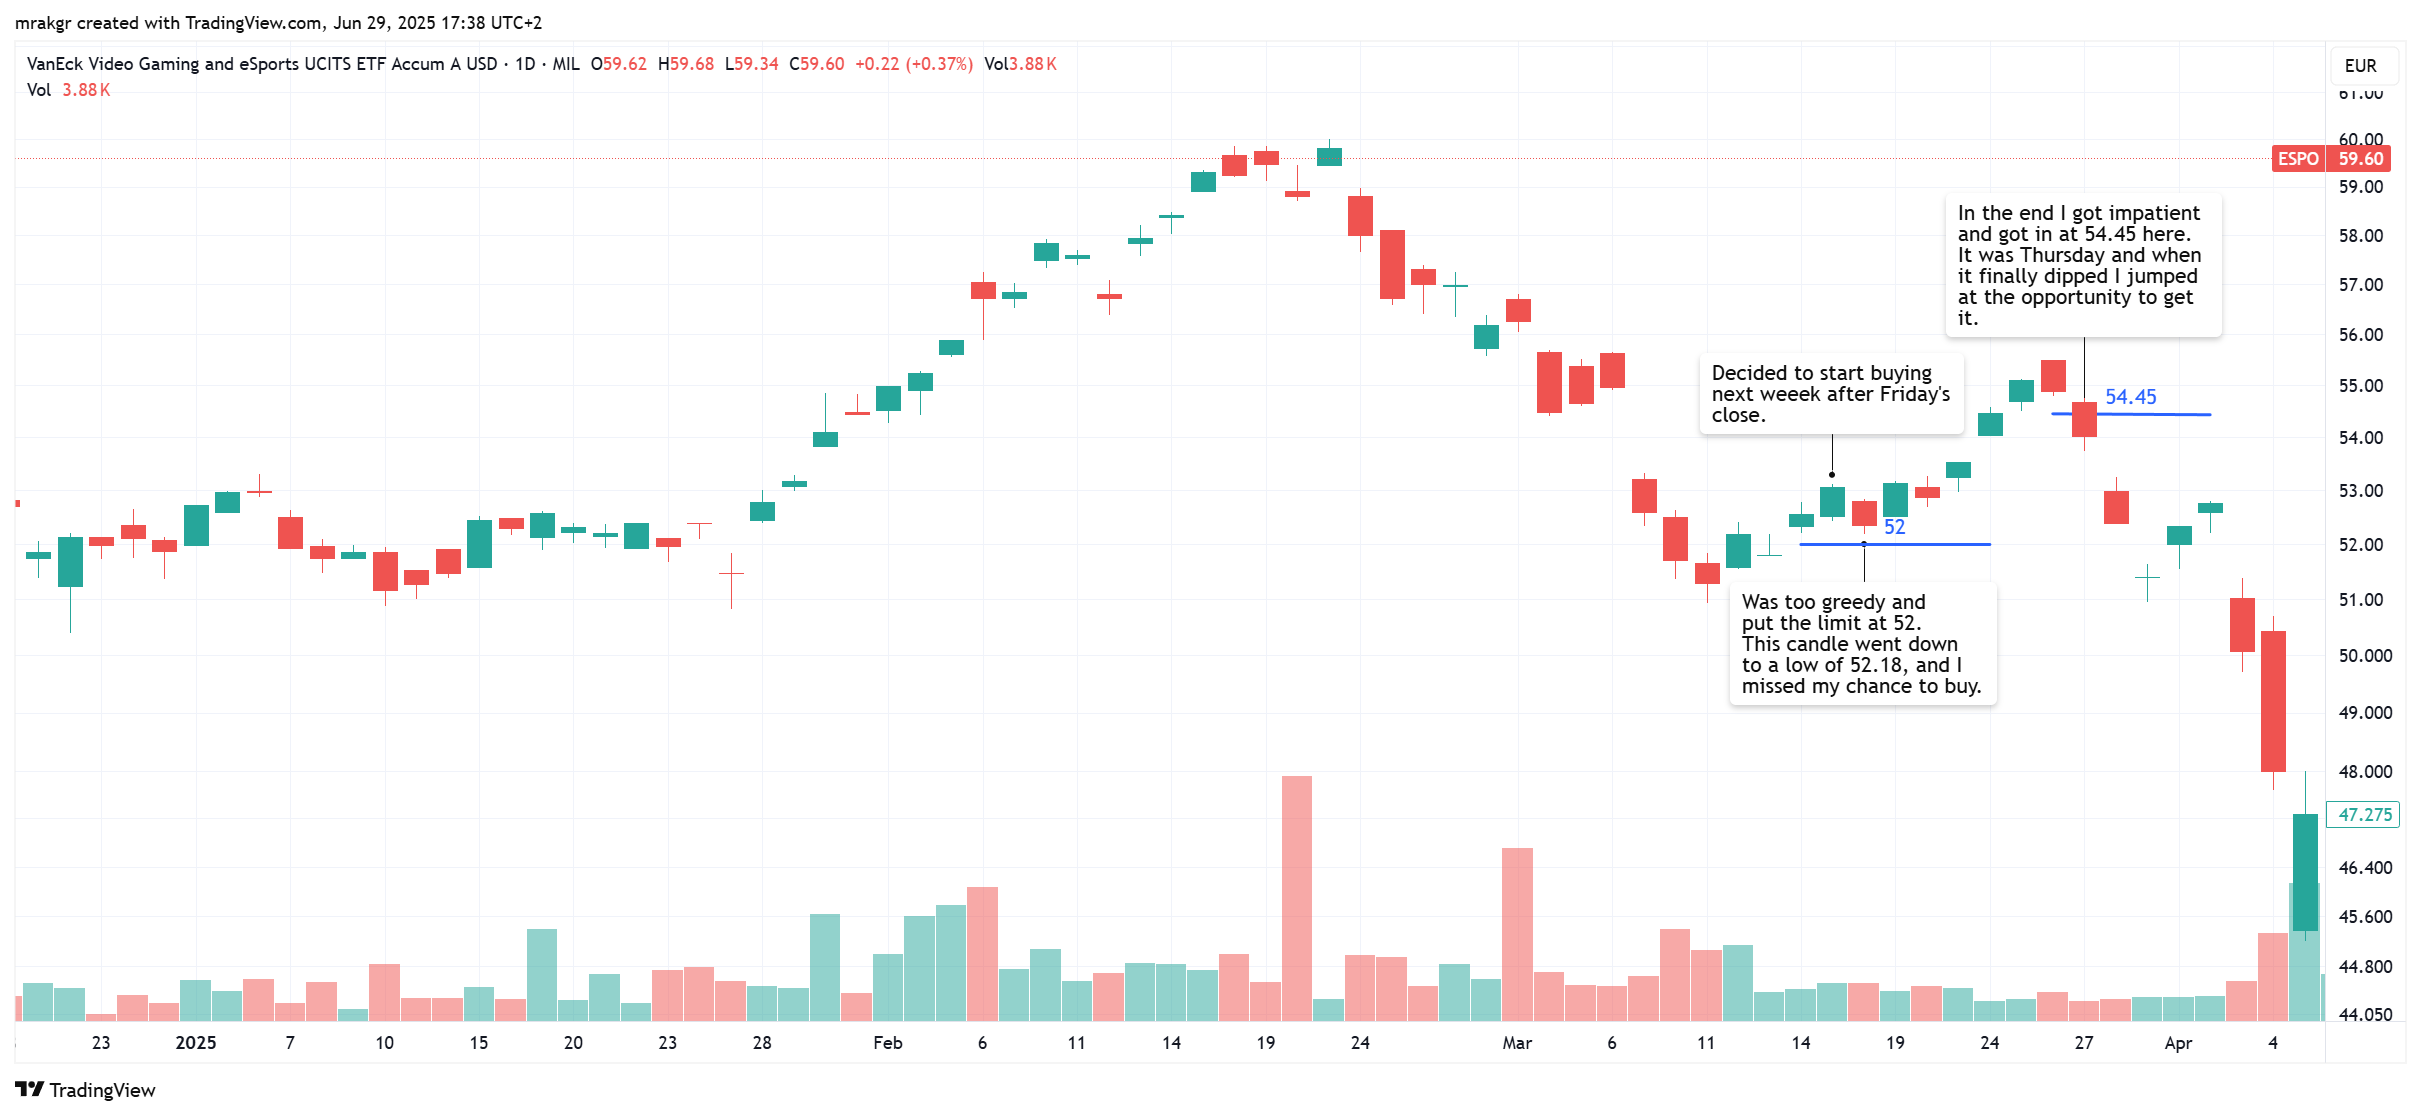 mrakgr created with TradingView.com, Jun 29, 2025 17:38 UTC+2
VanEck Video Gaming and eSports UCITS ETF Accum A USD · 1D · MIL O59.62 H59.68 L59.34 C59.60 +0.22 (+0.37%) Vol3.88 K
Vol 3.88 K
EUR
61.00
60.00
ESPO 59.60
59.00
58.00
57.00
56.00
55.00
54.00
53.00
52.00
51.00
50.000
49.000
48.000
47.275
46.400
45.600
44.800
44.050
In the end I got impatient
and got in at 54.45 here.
It was Thursday and when
it finally dipped I jumped
at the opportunity to get
it.
54.45
Decided to start buying
next weeek after Friday's
close.
52
Was too greedy and
put the limit at 52.
This candle went down
to a low of 52.18, and I
missed my chance to buy.
23 2025 7 10 15 20 23 28 Feb 6 11 14 19 24 Mar 6 11 14 19 24 27 Apr 4
TradingView